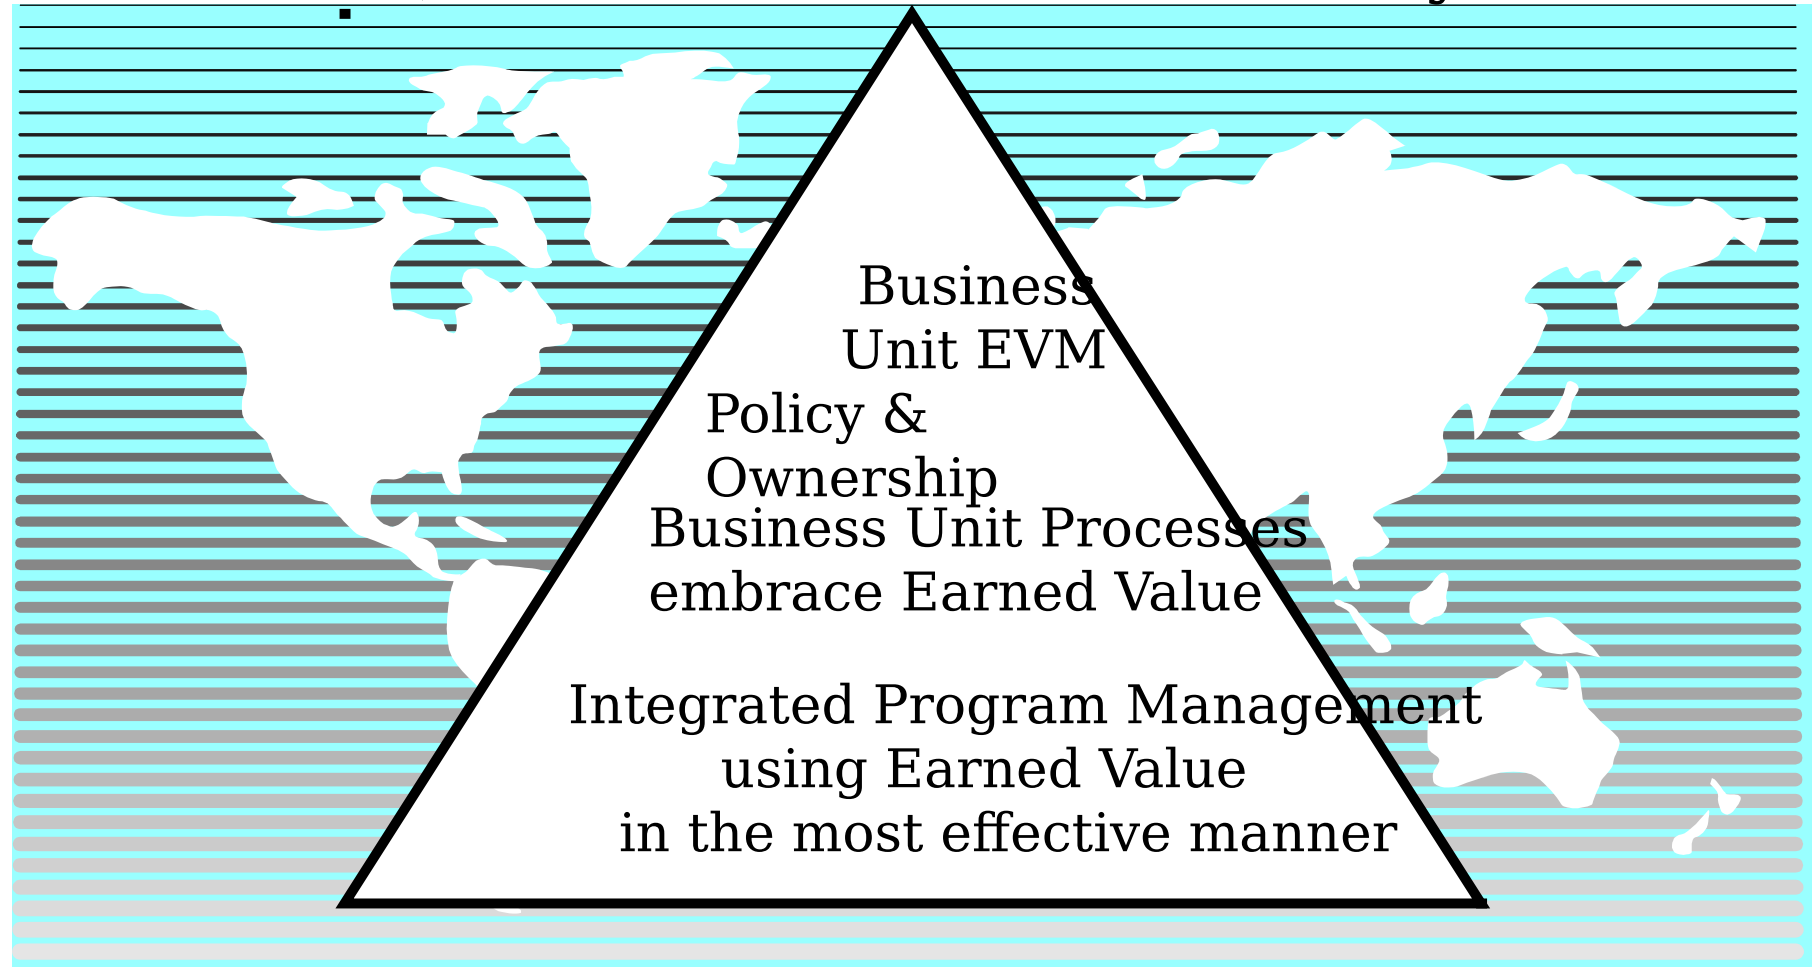 Business
Unit EVM
Policy &
Ownership
Business Unit Processes
embrace Earned Value
Integrated Program Management
using Earned Value
in the most effective manner